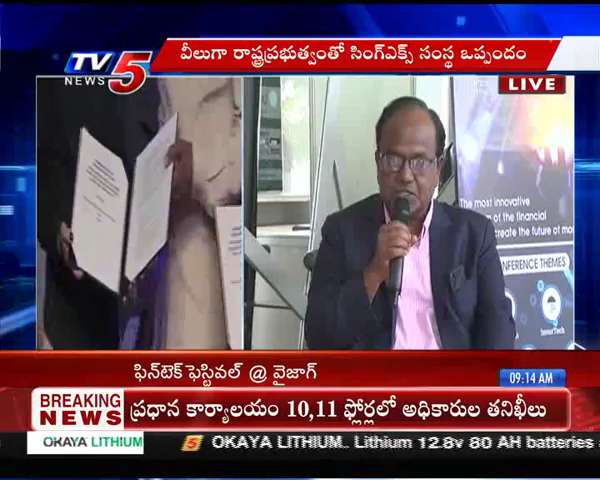 వీలుగా రాష్ట్రప్రభుత్వంతో సింగ్ఎక్స్ సంస్థ ఒప్పందం
TV5
NEWS
LIVE
The most innovative
of the financial
create the future of
CONFERENCE THEMES
InsurTech
ఫిన్‌టెక్ ఫెస్టివల్ @ వైజాగ్
09:14 AM
BREAKING
NEWS
ప్రధాన కార్యాలయం 10,11 ఫ్లోర్లలో అధికారుల తనిఖీలు
OKAYA LITHIUM
5 OKAYA LITHIUM.. Lithium 12.8v 80 AH batteries a